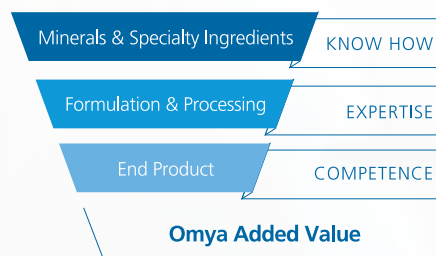 Minerals & Specialty Ingredients KNOW HOW
Formulation & Processing EXPERTISE
End Product COMPETENCE
Omya Added Value